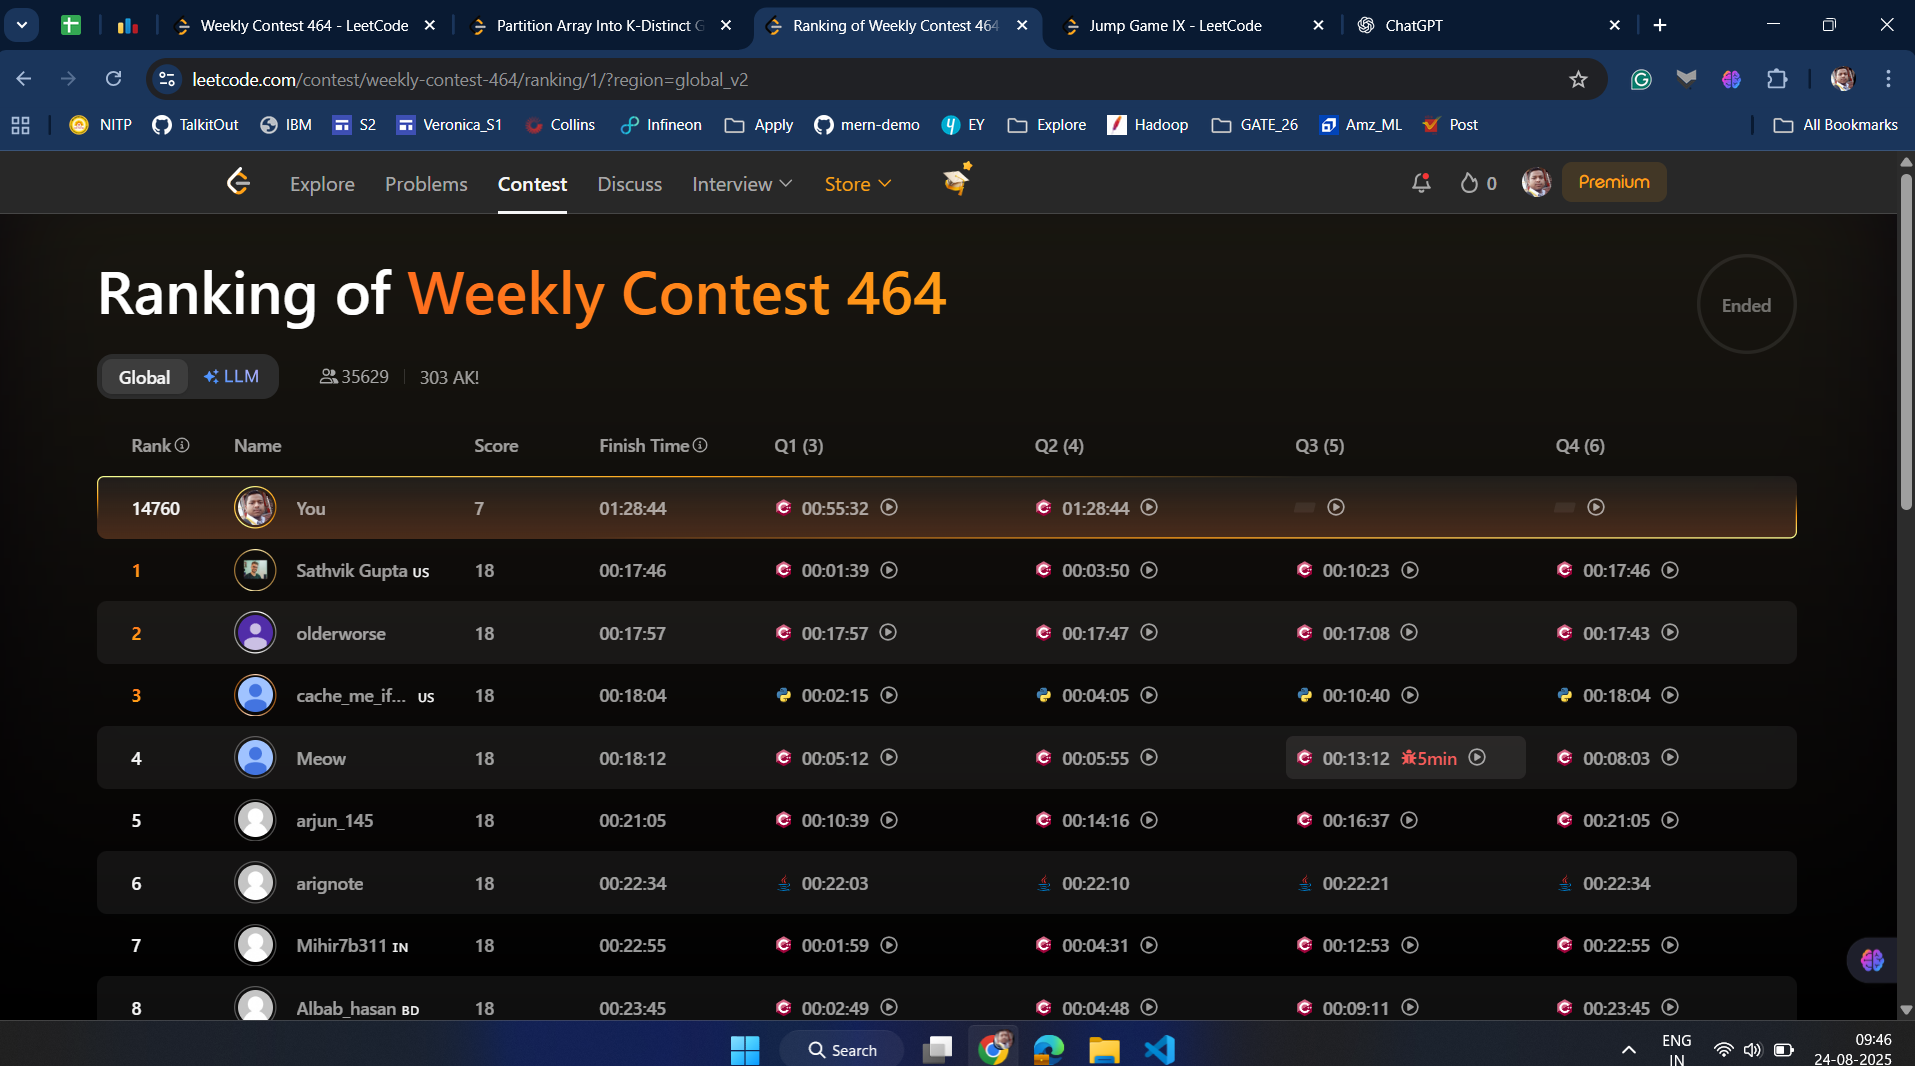 Weekly Contest 464 - LeetCode
Partition Array Into K-Distinct G
Ranking of Weekly Contest 464
Jump Game IX - LeetCode
ChatGPT
leetcode.com/contest/weekly-contest-464/ranking/1/?region=global_v2
NITP TalkitOut IBM S2 Veronica_S1 Collins Infineon Apply mern-demo EY Explore Hadoop GATE_26 Amz_ML Post All Bookmarks
Explore Problems Contest Discuss Interview Store 0 Premium
Ranking of Weekly Contest 464
Ended
Global LLM 35629 303 AK!
Rank Name Score Finish Time Q1 (3) Q2 (4) Q3 (5) Q4 (6)
14760 You 7 01:28:44 00:55:32 01:28:44
1 Sathvik Gupta US 18 00:17:46 00:01:39 00:03:50 00:10:23 00:17:46
2 olderworse 18 00:17:57 00:17:57 00:17:47 00:17:08 00:17:43
3 cache_me_if... US 18 00:18:04 00:02:15 00:04:05 00:10:40 00:18:04
4 Meow 18 00:18:12 00:05:12 00:05:55 00:13:12 5min 00:08:03
5 arjun_145 18 00:21:05 00:10:39 00:14:16 00:16:37 00:21:05
6 arignote 18 00:22:34 00:22:03 00:22:10 00:22:21 00:22:34
7 Mihir7b311 IN 18 00:22:55 00:01:59 00:04:31 00:12:53 00:22:55
8 Albab_hasan BD 18 00:23:45 00:02:49 00:04:48 00:09:11 00:23:45
Search
ENG
IN
09:46
24-08-2025